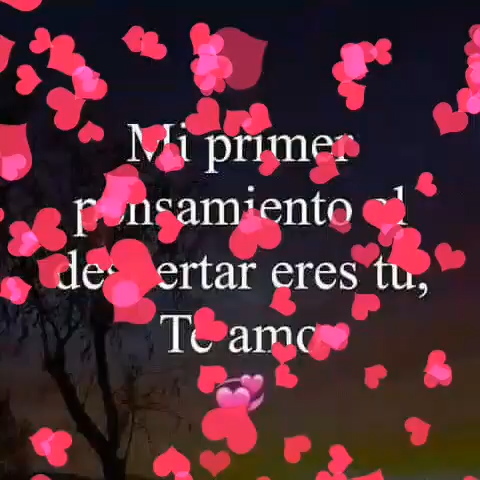 Mi primer
pensamiento al
despertar eres tu,
Te amo